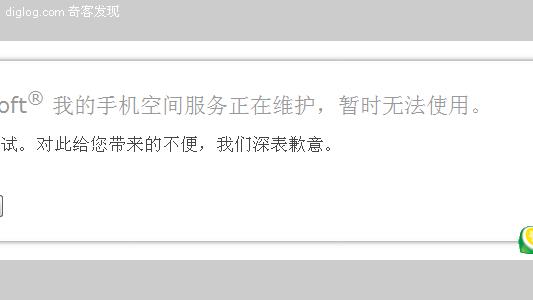 diglog.com 奇客发现
oft® 我的手机空间服务正在维护，暂时无法使用。
试。对此给您带来的不便，我们深表歉意。